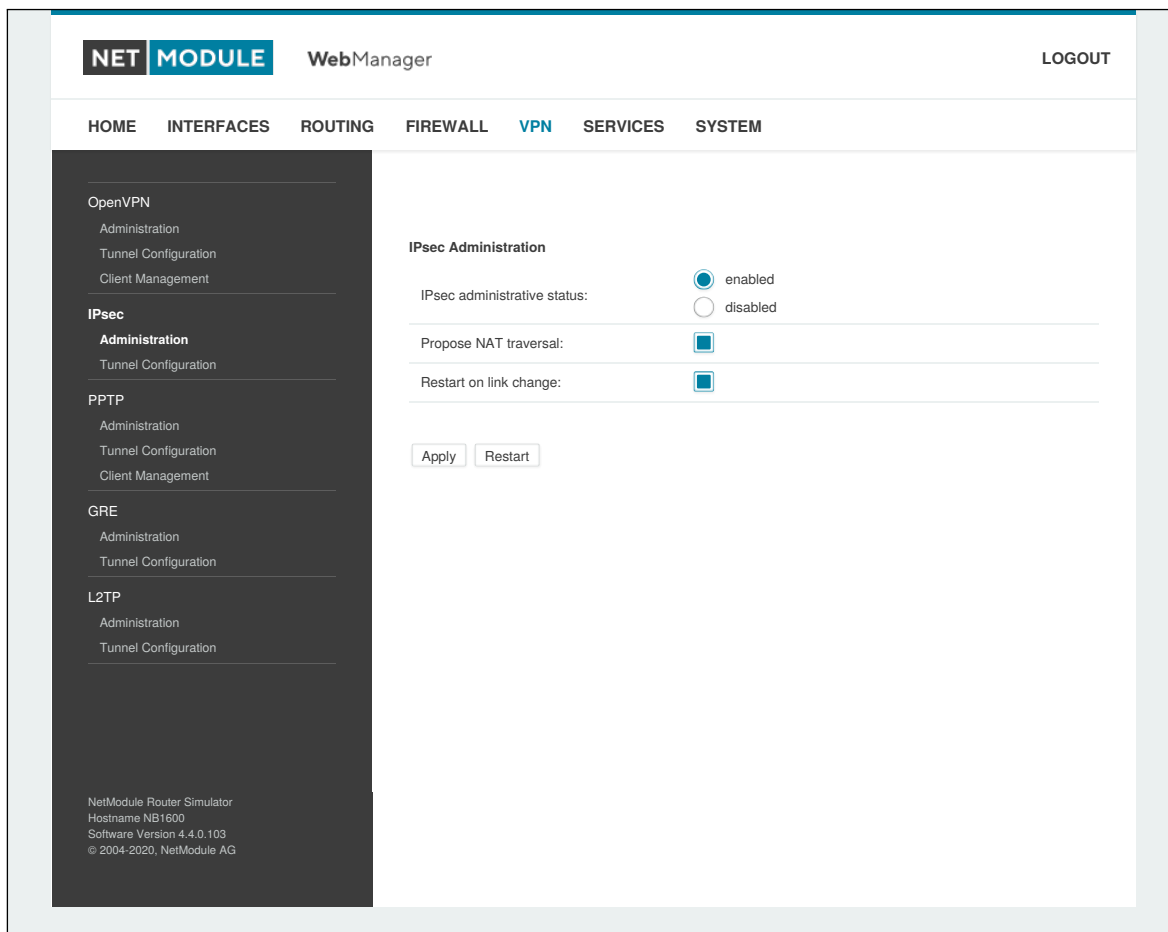 NET MODULE WebManager LOGOUT
HOME INTERFACES ROUTING FIREWALL VPN SERVICES SYSTEM
OpenVPN
Administration
Tunnel Configuration
Client Management
IPsec
Administration
Tunnel Configuration
PPTP
Administration
Tunnel Configuration
Client Management
GRE
Administration
Tunnel Configuration
L2TP
Administration
Tunnel Configuration
NetModule Router Simulator
Hostname NB1600
Software Version 4.4.0.103
© 2004-2020, NetModule AG
IPsec Administration
IPsec administrative status:
enabled
disabled
Propose NAT traversal:
Restart on link change:
Apply Restart